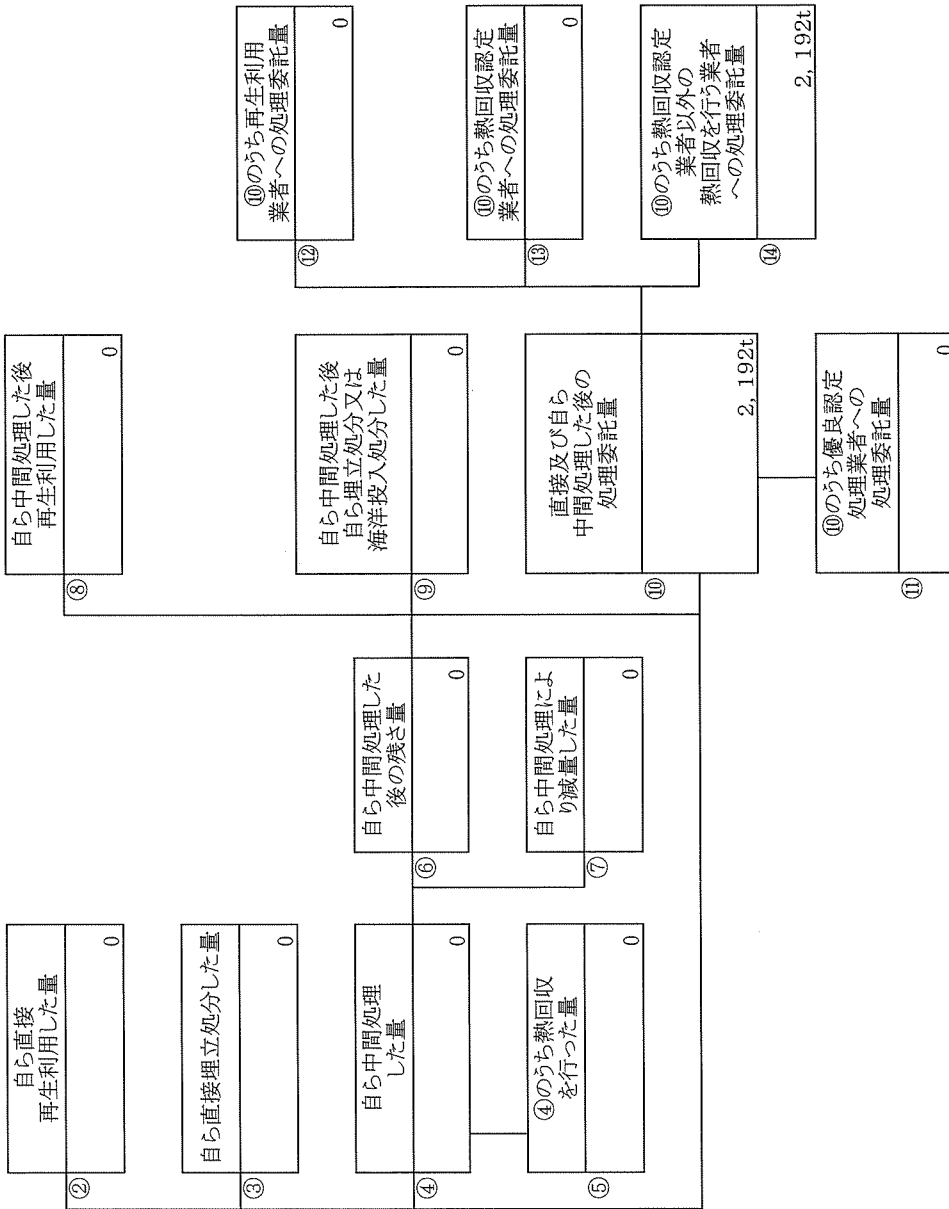 ②
自ら直接
再生利用した量
0
③
自ら直接埋立処分した量
0
④
自ら中間処理
した量
0
⑤
④のうち熱回収
を行った量
0
⑥
自ら中間処理した
後の残さ量
0
⑦
自ら中間処理によ
り減量した量
0
⑧
自ら中間処理した後
再生利用した量
0
⑨
自ら中間処理した後
自ら埋立処分又は
海洋投入処分した量
0
⑩
直接及び自ら
中間処理した後の
処理委託量
2,192t
⑪
⑩のうち優良認定
処理業者への
処理委託量
0
⑫
⑩のうち再生利用
業者への処理委託量
0
⑬
⑩のうち熱回収認定
業者への処理委託量
0
⑭
⑩のうち熱回収認定
業者以外の
熱回収を行う業者
への処理委託量
2,192t